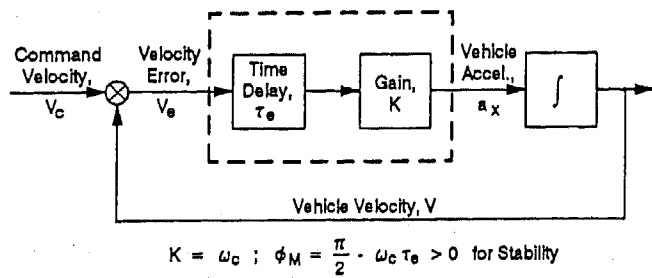 Command
Velocity,
V_c
Velocity
Error,
V_e
Time
Delay,
τ_e
Gain,
K
Vehicle
Accel.,
a_x
∫
Vehicle Velocity, V
K = ω_c ; ϕ_M = π/2 - ω_c τ_e > 0 for Stability